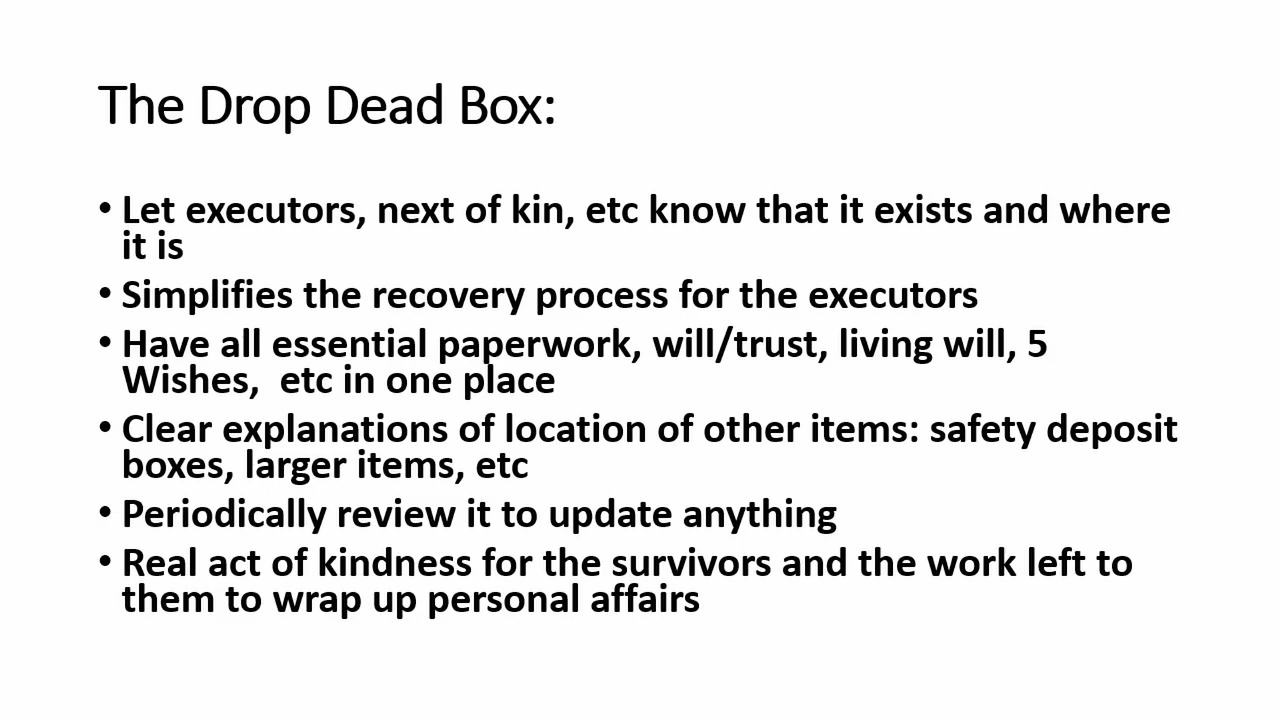 The Drop Dead Box:
• Let executors, next of kin, etc know that it exists and where
it is
• Simplifies the recovery process for the executors
• Have all essential paperwork, will/trust, living will, 5
Wishes,  etc in one place
• Clear explanations of location of other items: safety deposit
boxes, larger items, etc
• Periodically review it to update anything
• Real act of kindness for the survivors and the work left to
them to wrap up personal affairs